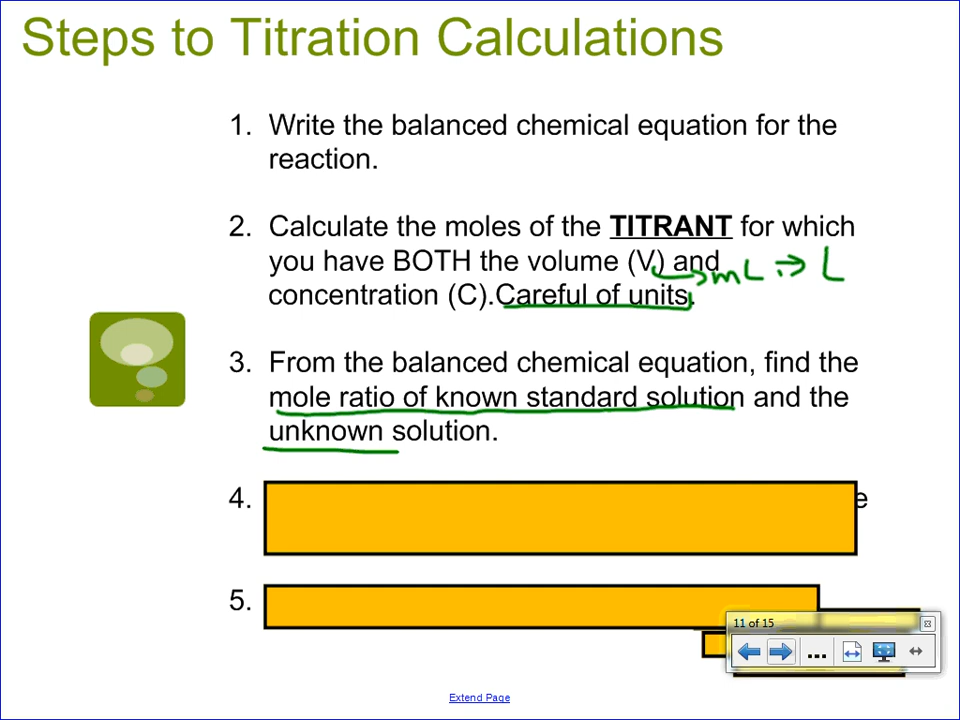 Steps to Titration Calculations
1. Write the balanced chemical equation for the
reaction.
2. Calculate the moles of the TITRANT for which
you have BOTH the volume (V) and
mL → L
concentration (C).Careful of units.
3. From the balanced chemical equation, find the
mole ratio of known standard solution and the
unknown solution.
4. e
5.
11 of 15
...
Extend Page